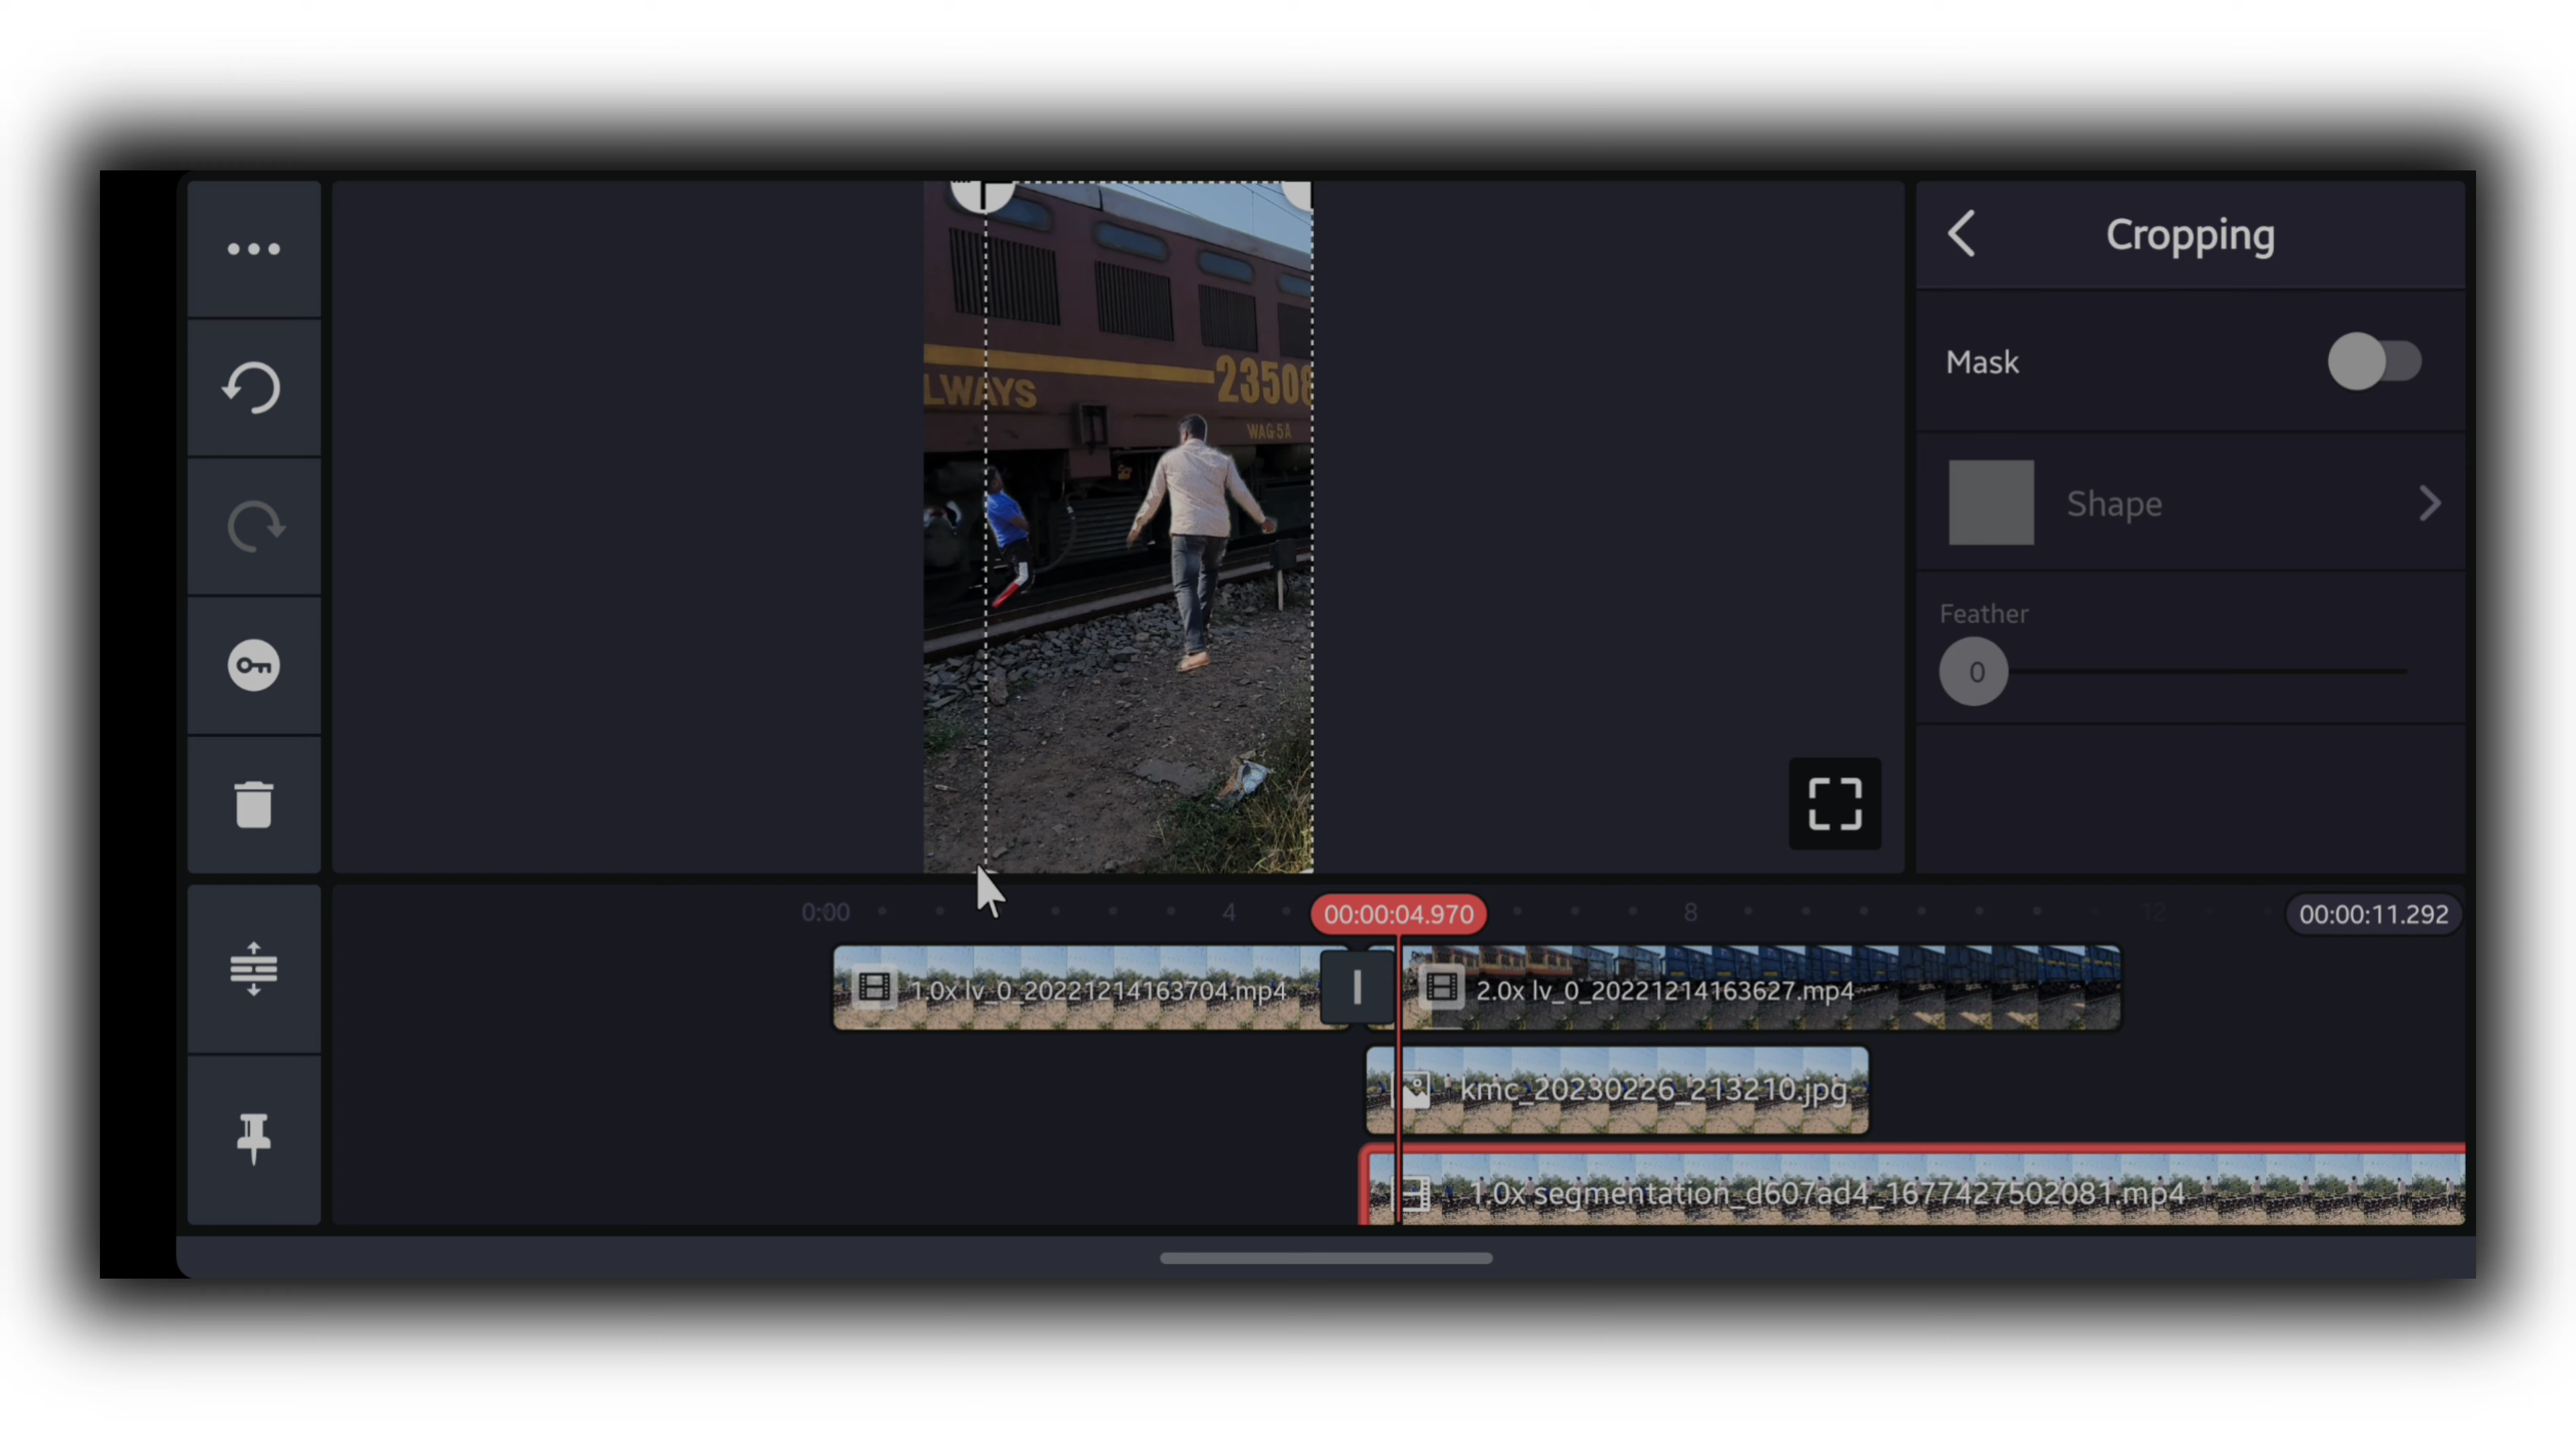 Cropping
Mask
Shape
Feather
0
LWAYS
23508
WAG-5A
0:00
4
00:00:04.970
8
12
00:00:11.292
1.0x lv_0_20221214163704.mp4
2.0x lv_0_20221214163627.mp4
kmc_20230226_213210.jpg
1.0x segmentation_d607ad4_1677427502081.mp4